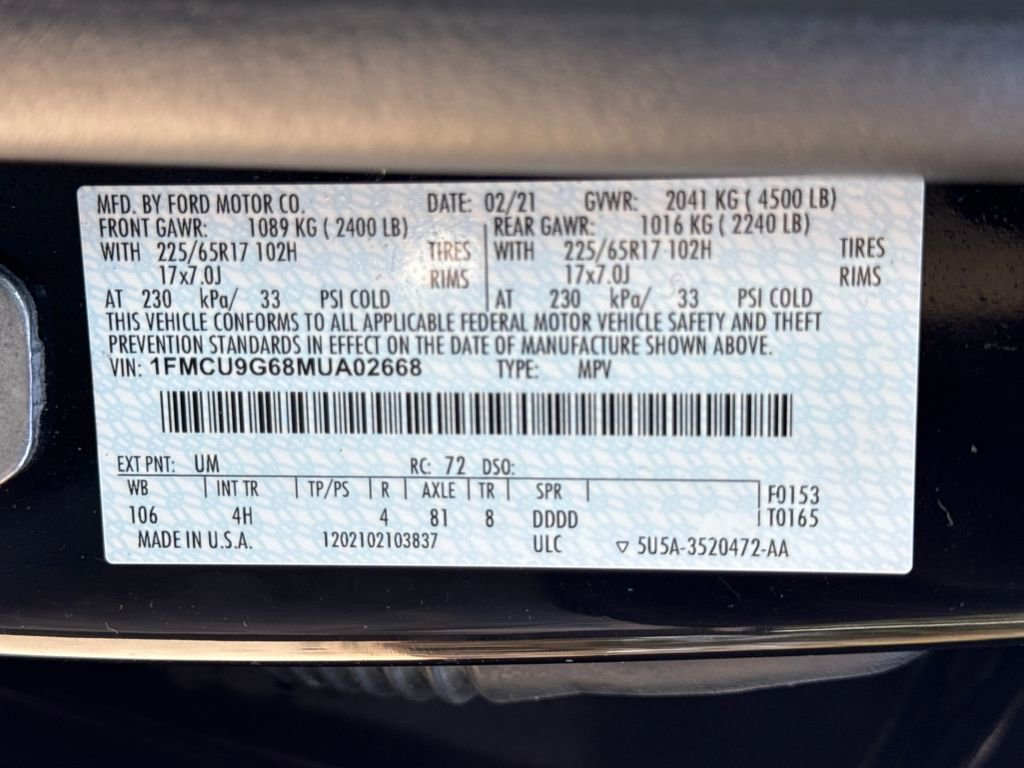 MFD. BY FORD MOTOR CO. DATE: 02/21 GVWR: 2041 KG ( 4500 LB)
FRONT GAWR: 1089 KG ( 2400 LB) REAR GAWR: 1016 KG ( 2240 LB)
WITH 225/65R17 102H TIRES WITH 225/65R17 102H TIRES
17x7.0J RIMS 17x7.0J RIMS
AT 230 kPa/ 33 PSI COLD AT 230 kPa/ 33 PSI COLD
THIS VEHICLE CONFORMS TO ALL APPLICABLE FEDERAL MOTOR VEHICLE SAFETY AND THEFT
PREVENTION STANDARDS IN EFFECT ON THE DATE OF MANUFACTURE SHOWN ABOVE.
VIN: 1FMCU9G68MUA02668 TYPE: MPV
EXT PNT: UM RC: 72 DSO:
WB INT TR TP/PS R AXLE TR SPR F0153
106 4H 4 81 8 DDDD T0165
MADE IN U.S.A. 1202102103837 ULC ▽ 5U5A-3520472-AA